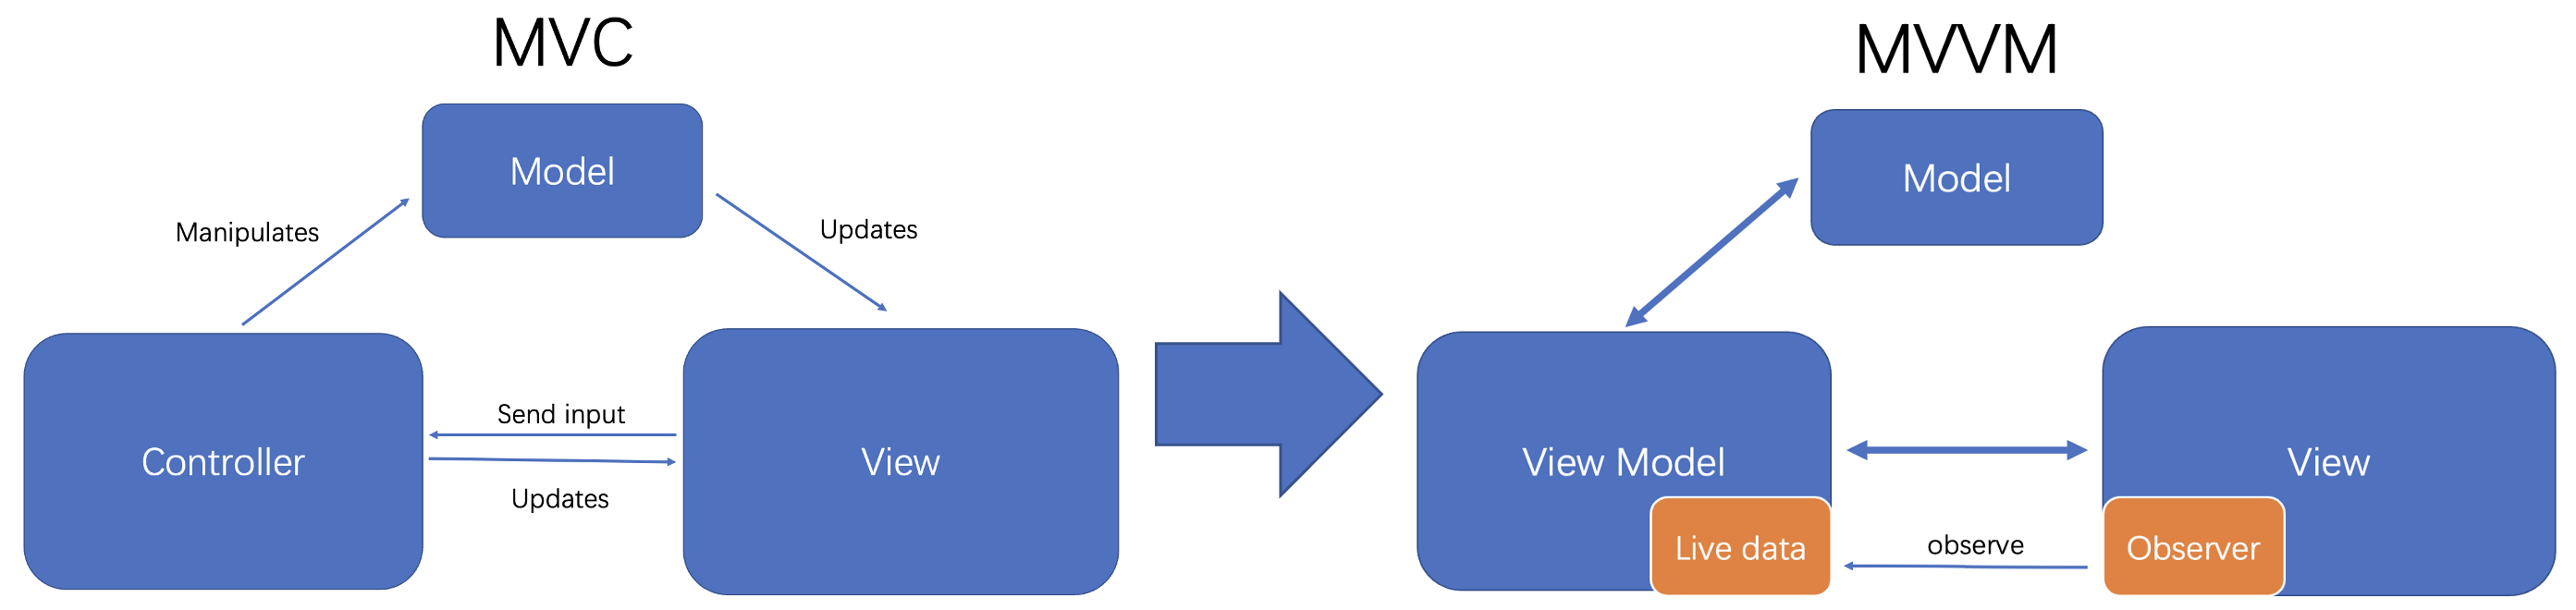 MVC
Model
Manipulates
Updates
Controller
Send input
Updates
View
MVVM
Model
View Model
Live data
observe
Observer
View